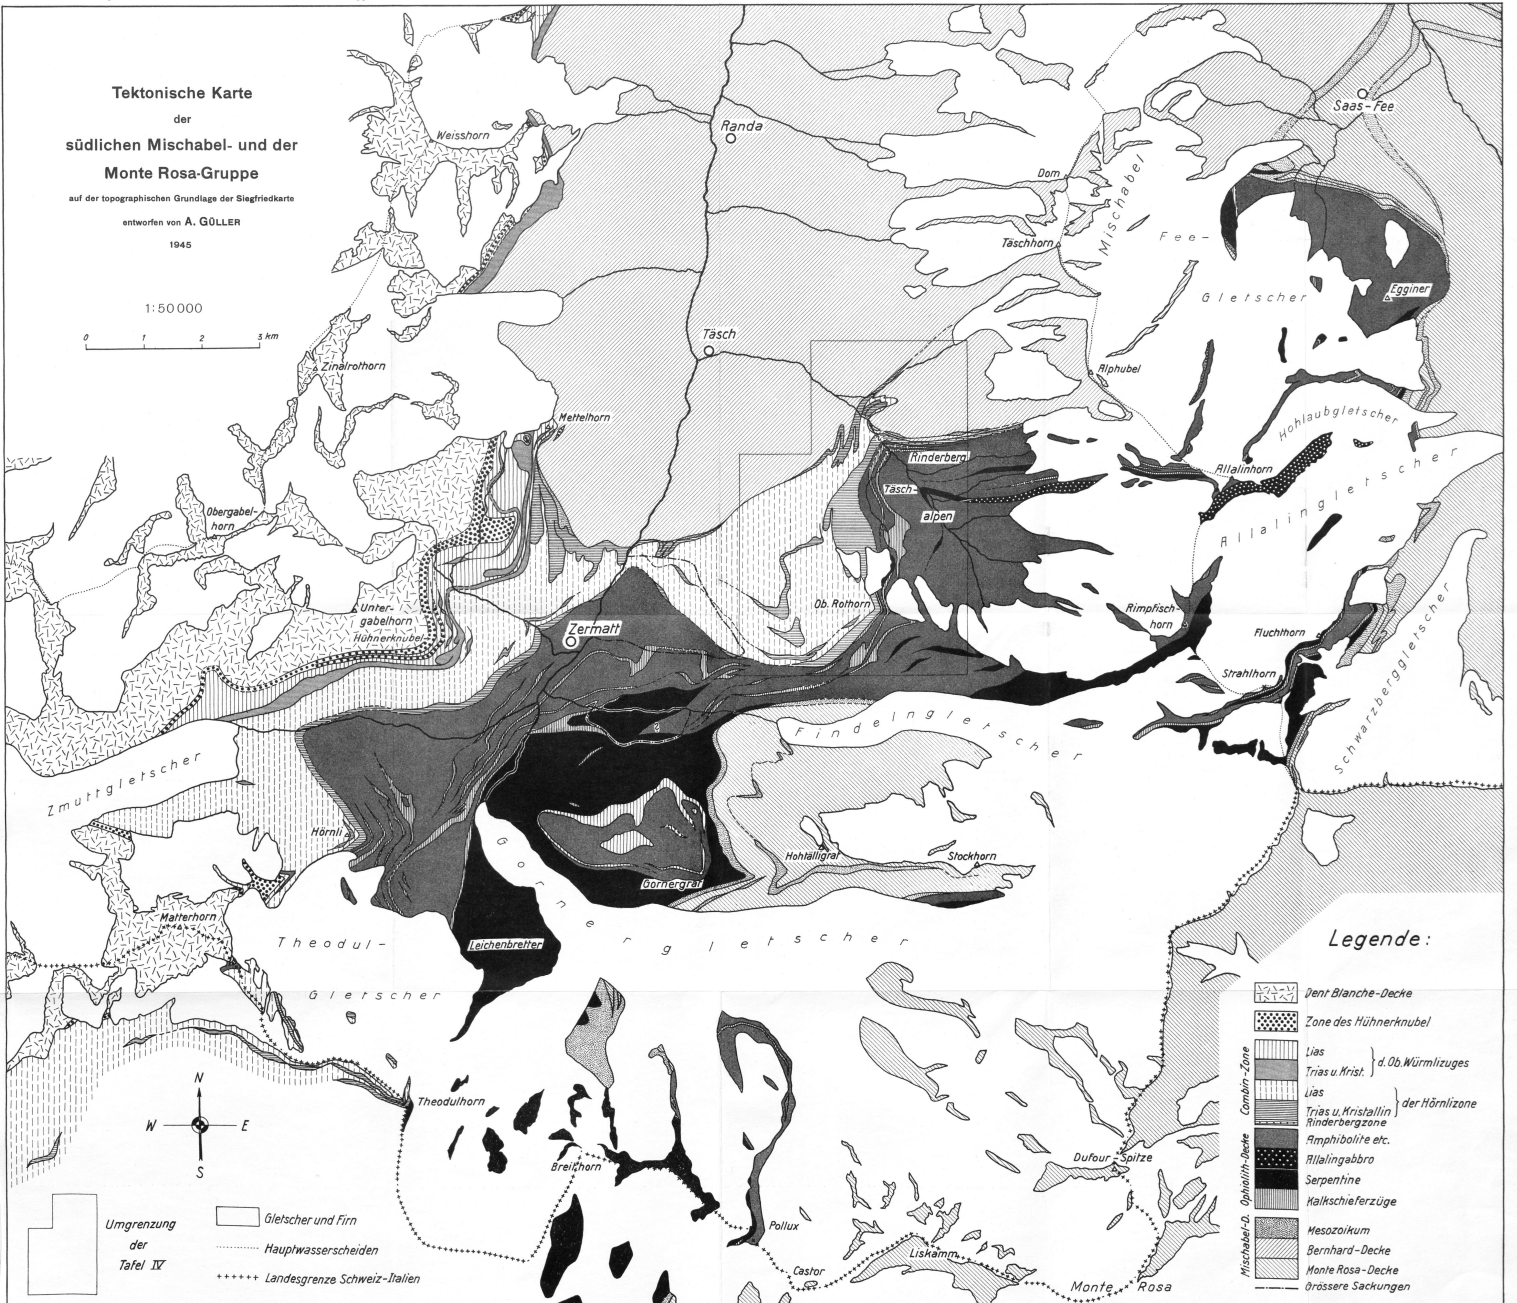 Tektonische Karte
der
südlichen Mischabel- und der
Monte Rosa-Gruppe
auf der topographischen Grundlage der Siegfriedkarte
entworfen von A. GÜLLER
1945
1:50000
0 1 2 3 km
Weisshorn
Randa
Saas-Fee
Dom
Mischabel
Täschhorn
Fee-
Gletscher
Egginer
Täsch
Zinalrothorn
Alphubel
Mettelhorn
Hohlaubgletscher
Rinderberg
Allalinhorn
Täsch-
alpen
Allalingletscher
Obergabel-
horn
Unter-
gabelhorn
Hühnerknubel
Ob. Rothorn
Rimpfisch-
horn
Zermatt
Fluchthorn
Strahlhorn
Schwarzberggletscher
Findelngletscher
Zmuttgletscher
Hörnli
Gornergletscher
Hohtälligrat
Stockhorn
Gornergrat
Matterhorn
Leichenbretter
Theodul-
Gletscher
Theodulhorn
Breithorn
Dufour-Spitze
Pollux
Liskamm
Castor
Monte Rosa
N
W E
S
Umgrenzung
der
Tafel IV
Gletscher und Firn
Hauptwasserscheiden
Landesgrenze Schweiz-Italien
Legende:
Dent Blanche-Decke
Zone des Hühnerknubel
Combin-Zone
Lias
Trias u. Krist.
d. Ob. Würmlizuges
Lias
Trias u. Kristallin
der Hörnlizone
Rinderbergzone
Ophiolith-Decke
Amphibolite etc.
Allalingabbro
Serpentine
Kalkschieferzüge
Mischabel-D.
Mesozoikum
Bernhard-Decke
Monte Rosa-Decke
Grössere Sackungen